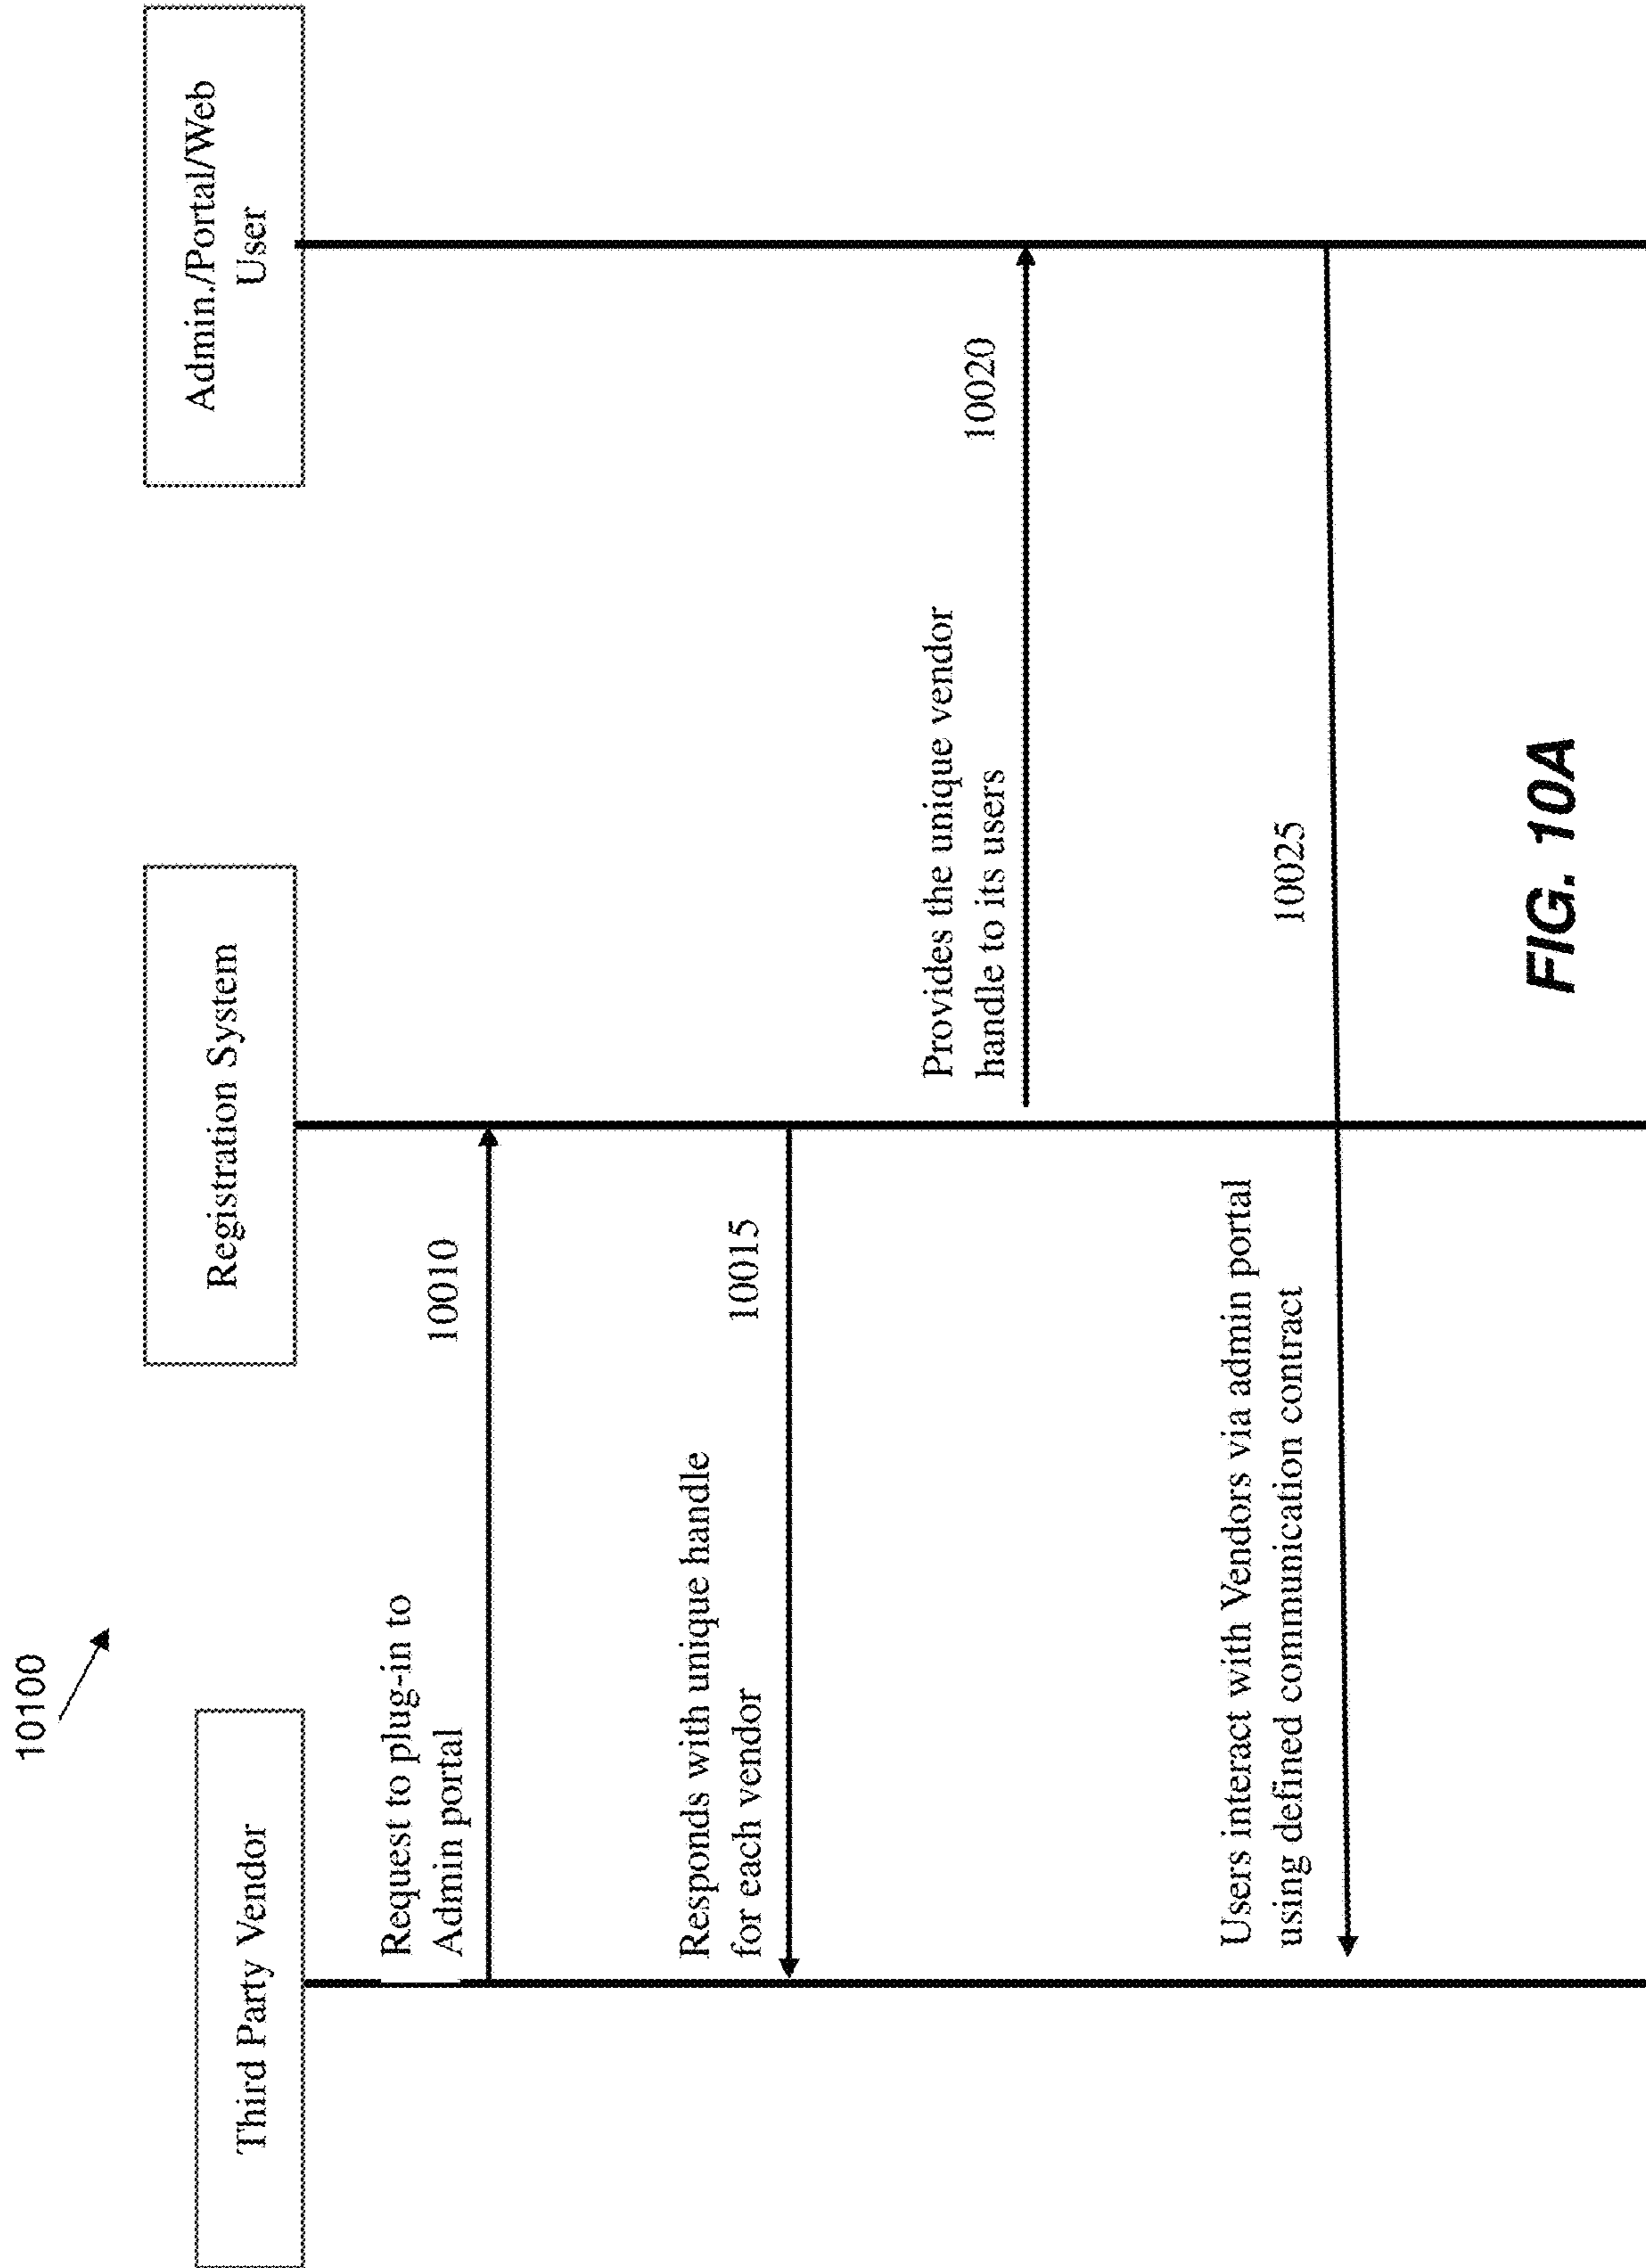 10100
Third Party Vendor
Registration System
Admin./Portal/Web
User
Request to plug-in to
Admin portal
10010
Responds with unique handle
for each vendor
10015
Provides the unique vendor
handle to its users
10020
Users interact with Vendors via admin portal
using defined communication contract
10025
FIG. 10A